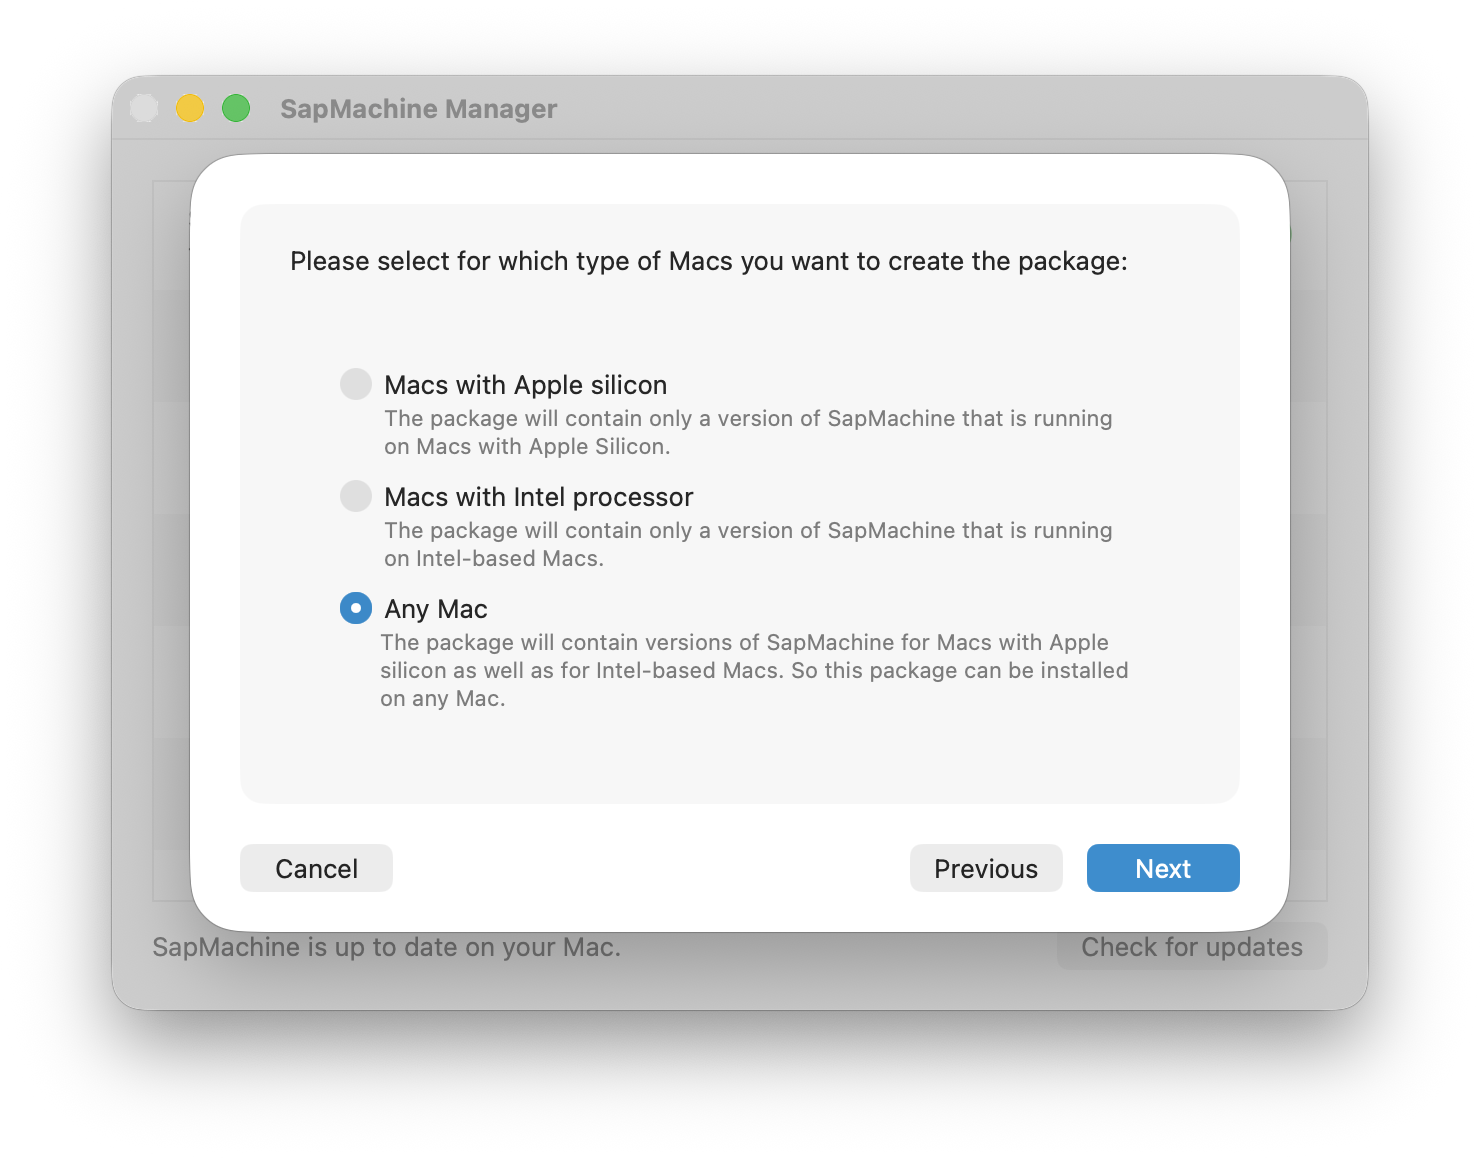 SapMachine Manager
Please select for which type of Macs you want to create the package:
Macs with Apple silicon
The package will contain only a version of SapMachine that is running
on Macs with Apple Silicon.
Macs with Intel processor
The package will contain only a version of SapMachine that is running
on Intel-based Macs.
Any Mac
The package will contain versions of SapMachine for Macs with Apple
silicon as well as for Intel-based Macs. So this package can be installed
on any Mac.
Cancel
Previous
Next
SapMachine is up to date on your Mac.
Check for updates